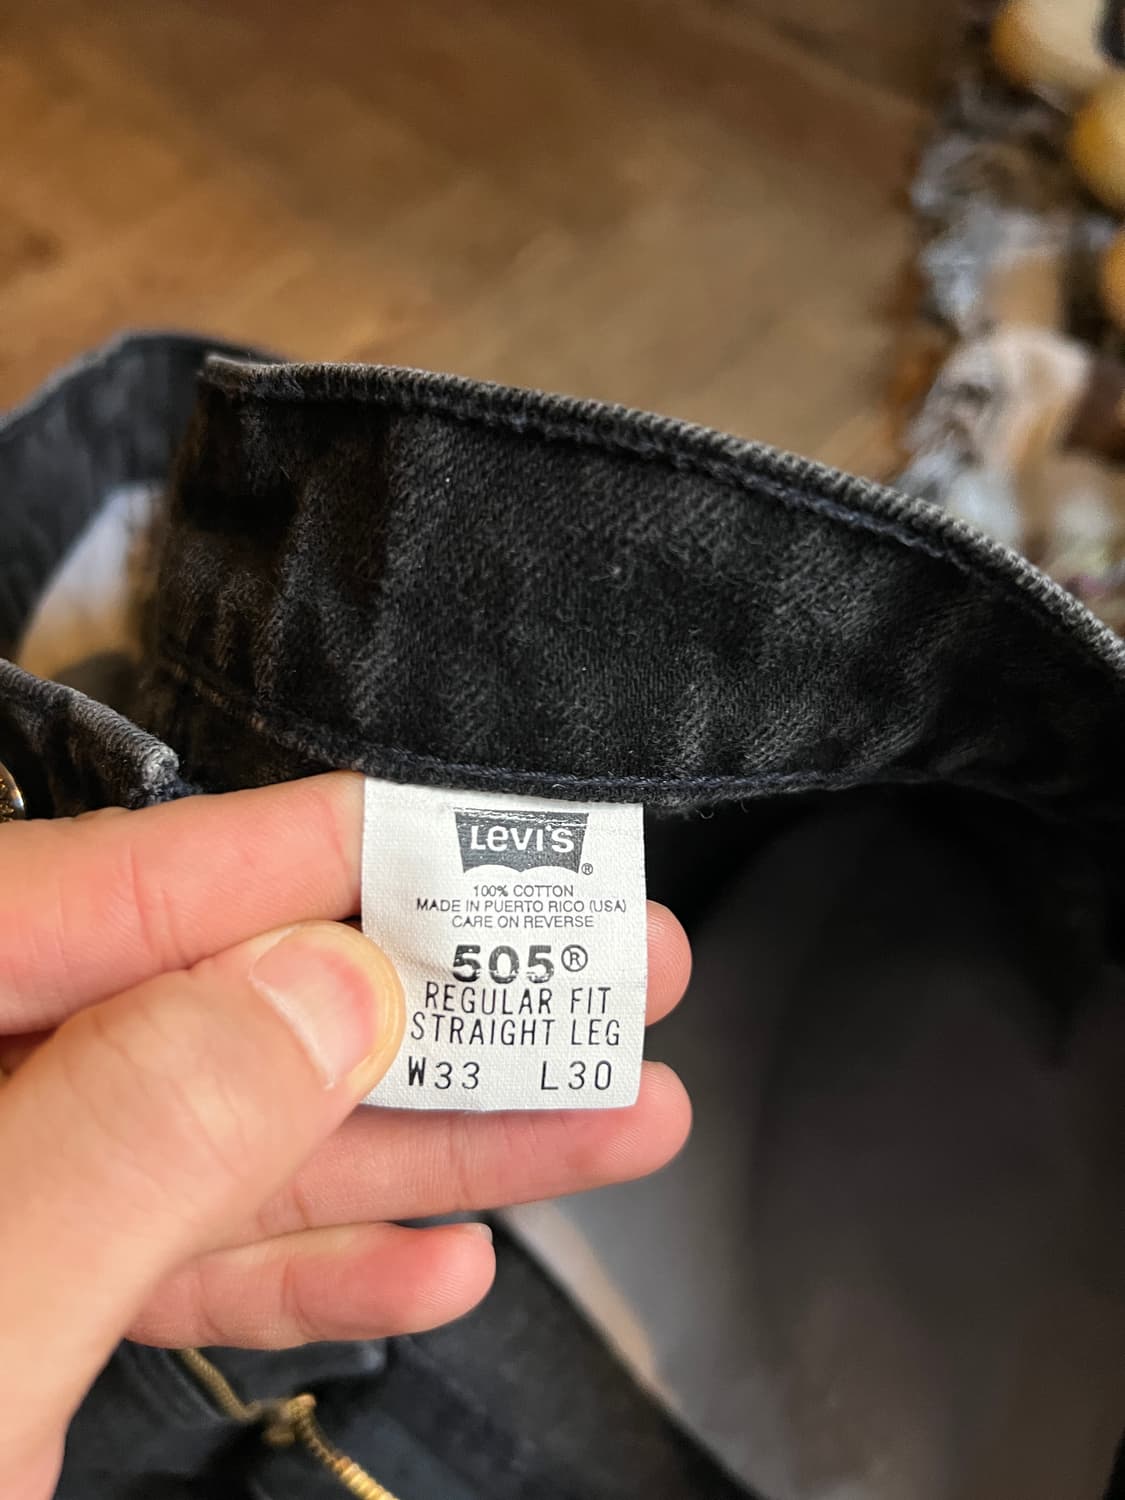 Levi's ®
100% COTTON
MADE IN PUERTO RICO (USA)
CARE ON REVERSE
505®
REGULAR FIT
STRAIGHT LEG
W33 L30